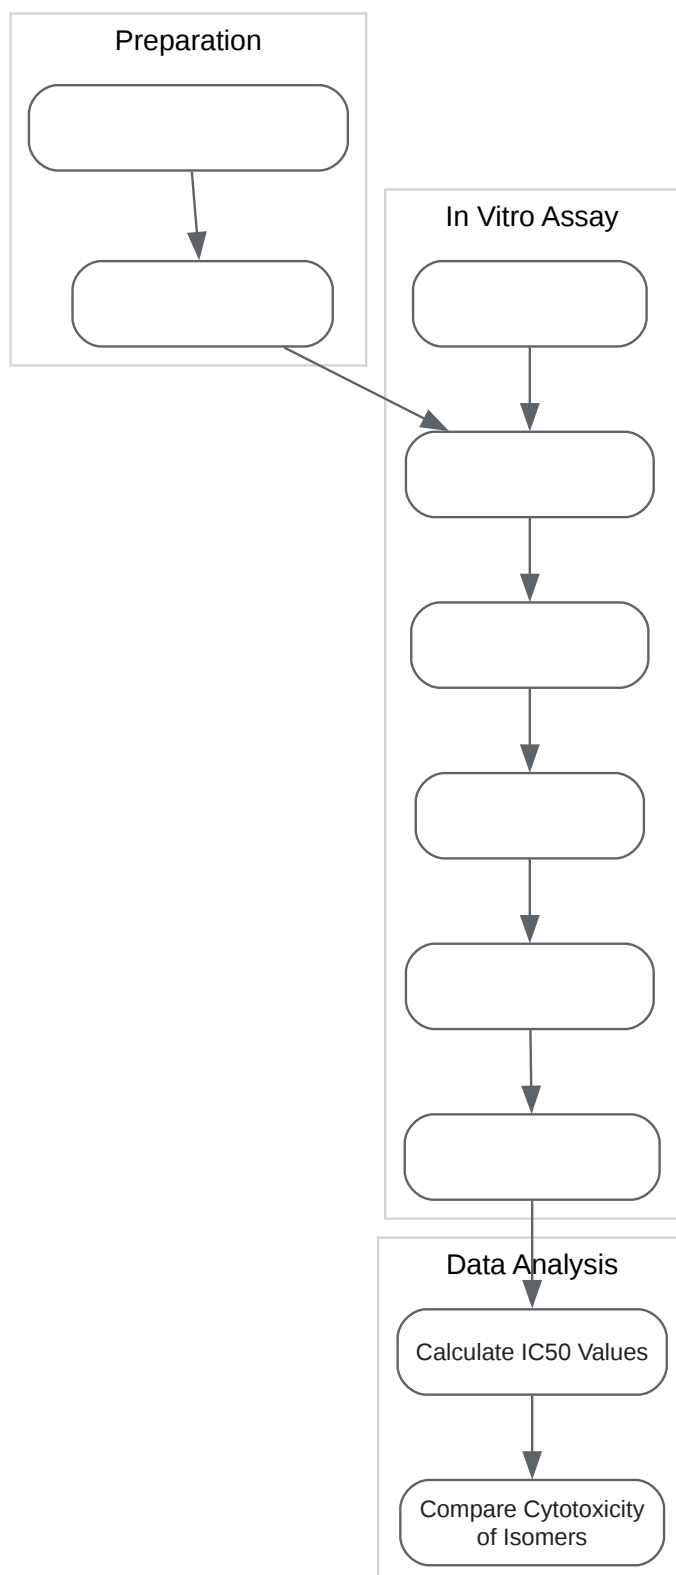 Preparation
In Vitro Assay
Data Analysis
Calculate IC50 Values
Compare Cytotoxicity
of Isomers